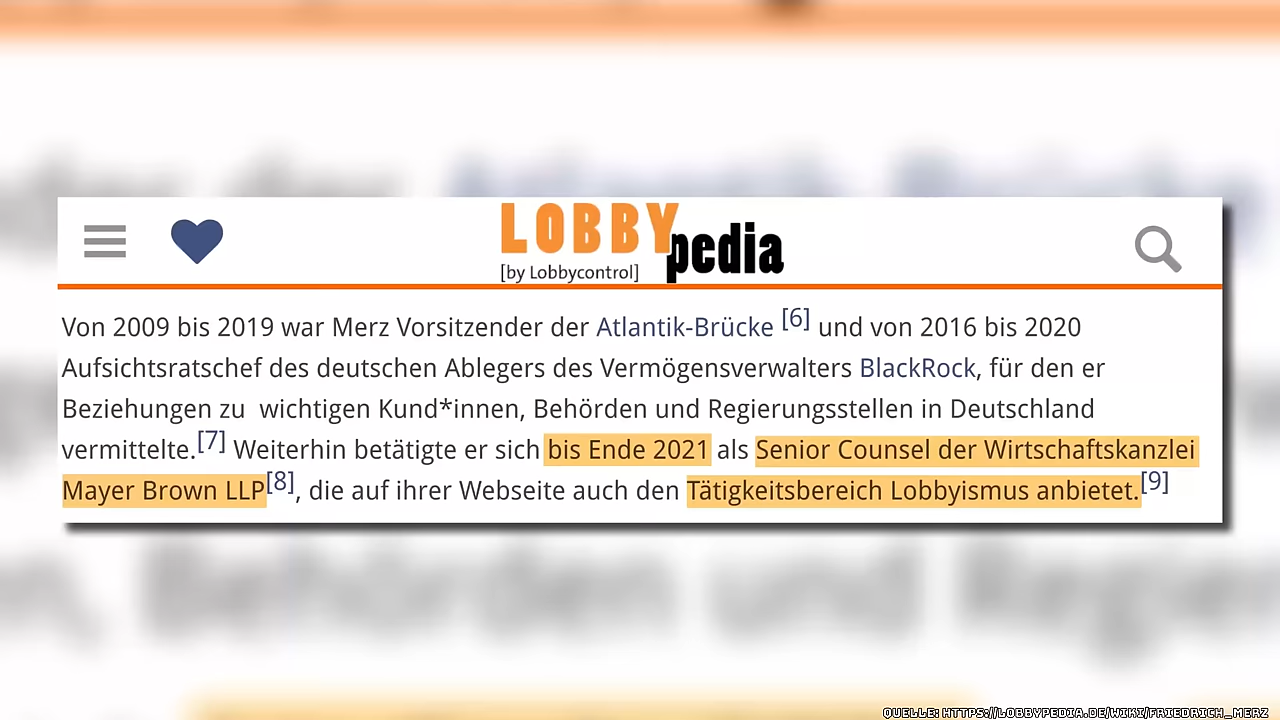 LOBBYpedia
[by Lobbycontrol]
Von 2009 bis 2019 war Merz Vorsitzender der Atlantik-Brücke [6] und von 2016 bis 2020
Aufsichtsratschef des deutschen Ablegers des Vermögensverwalters BlackRock, für den er
Beziehungen zu  wichtigen Kund*innen, Behörden und Regierungsstellen in Deutschland
vermittelte.[7] Weiterhin betätigte er sich bis Ende 2021 als Senior Counsel der Wirtschaftskanzlei
Mayer Brown LLP[8], die auf ihrer Webseite auch den Tätigkeitsbereich Lobbyismus anbietet.[9]
n, Behörden und Regier
QUELLE: HTTPS://LOBBYPEDIA.DE/WIKI/FRIEDRICH_MERZ